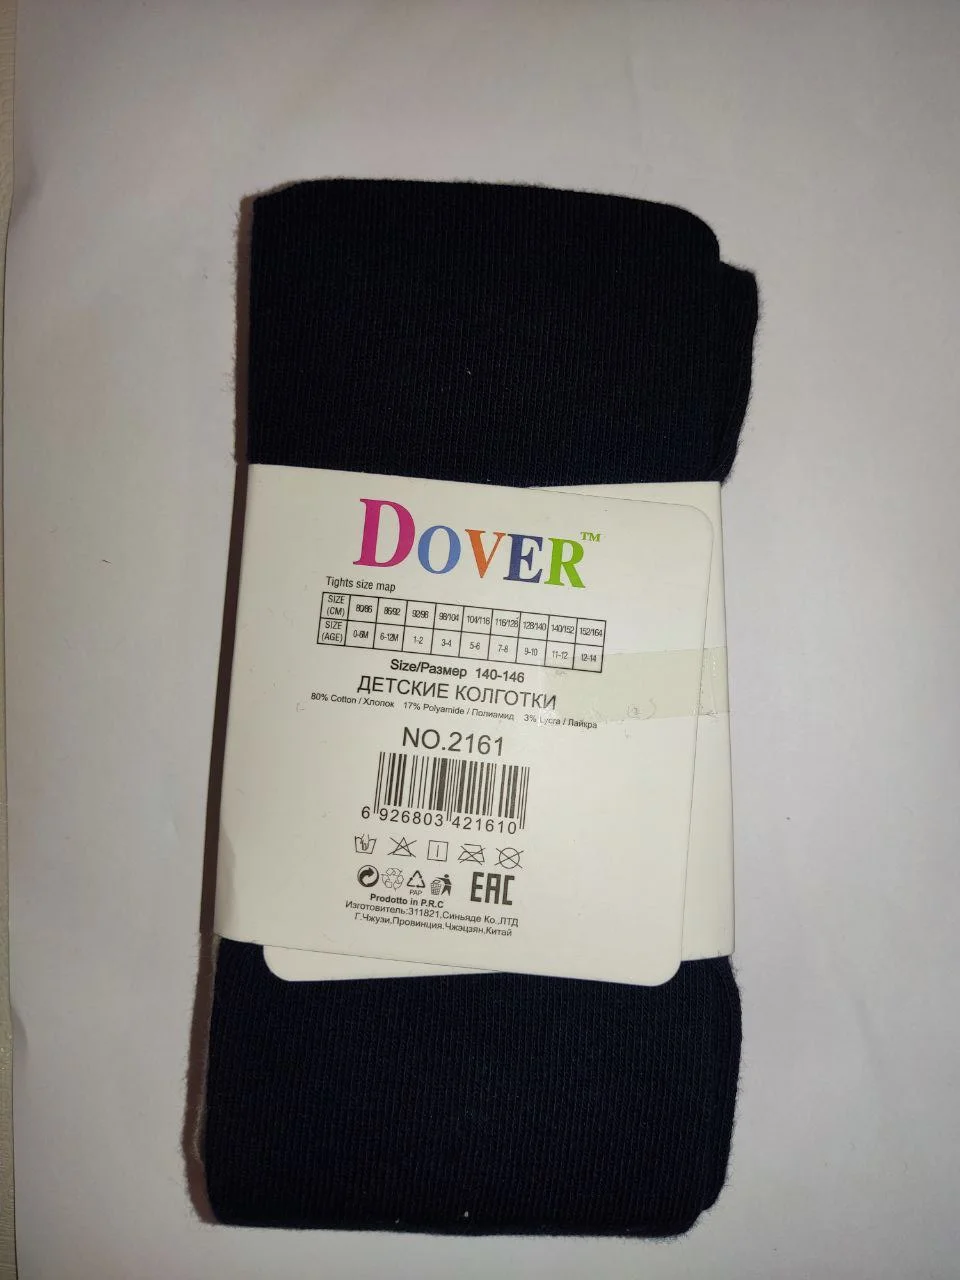 DOVER™
Tights size map
SIZE (CM) 80/86 86/92 92/98 98/104 104/116 116/128 128/140 140/152 152/164
SIZE (AGE) 0-6M 6-12M 1-2 3-4 5-6 7-8 9-10 11-12 12-14
Size/Размер 140-146
ДЕТСКИЕ КОЛГОТКИ
80% Cotton / Хлопок 17% Polyamide / Полиамид 3% Lycra / Лайкра
NO.2161
6 926803 421610
PAP
EAC
Prodotto in P.R.C
Изготовитель:311821,Синьяде Ко.,ЛТД
Г.Чжузи,Провинция.Чжэцзян,Китай